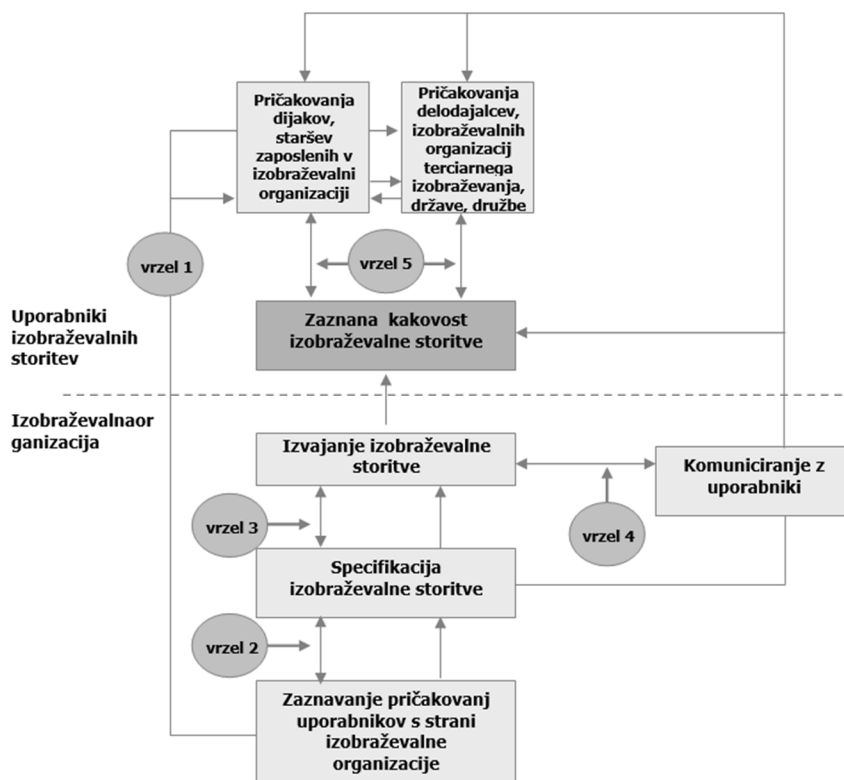 Pričakovanja
dijakov,
staršev
zaposlenih v
izobraževalni
organizaciji
Pričakovanja
delodajalcev,
izobraževalnih
organizacij
terciarnega
izobraževanja,
države, družbe
vrzel 1
vrzel 5
Uporabniki
izobraževalnih
storitev
Zaznana kakovost
izobraževalne storitve
Izobraževalnaor
ganizacija
Izvajanje izobraževalne
storitve
Komuniciranje z
uporabniki
vrzel 3
vrzel 4
Specifikacija
izobraževalne storitve
vrzel 2
Zaznavanje pričakovanj
uporabnikov s strani
izobraževalne
organizacije